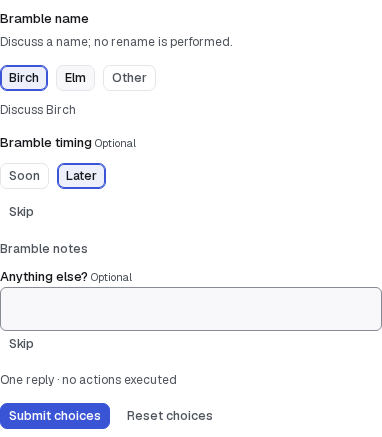 Bramble name
Discuss a name; no rename is performed.
Birch Elm Other
Discuss Birch
Bramble timing Optional
Soon Later
Skip
Bramble notes
Anything else? Optional
Skip
One reply · no actions executed
Submit choices Reset choices